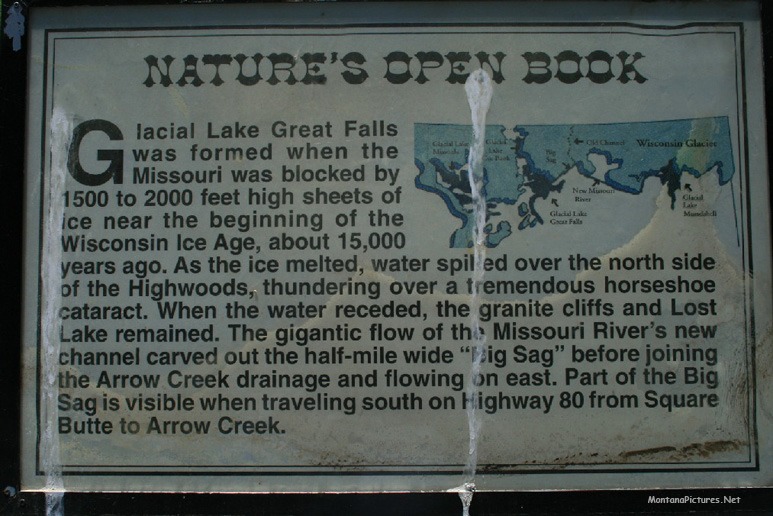 NATURE'S OPEN BOOK
Glacial Lake Great Falls
was formed when the
Missouri was blocked by
1500 to 2000 feet high sheets of
ice near the beginning of the
Wisconsin Ice Age, about 15,000
years ago. As the ice melted, water spilled over the north side
of the Highwoods, thundering over a tremendous horseshoe
cataract. When the water receded, the granite cliffs and Lost
Lake remained. The gigantic flow of the Missouri River's new
channel carved out the half-mile wide "Big Sag" before joining
the Arrow Creek drainage and flowing on east. Part of the Big
Sag is visible when traveling south on Highway 80 from Square
Butte to Arrow Creek.
Glacial Lake
Big
Sag
Old Channel
Wisconsin Glacier
New Missouri
River
Glacial Lake
Great Falls
Glacial
Lake
Musselshell
MontanaPictures.Net